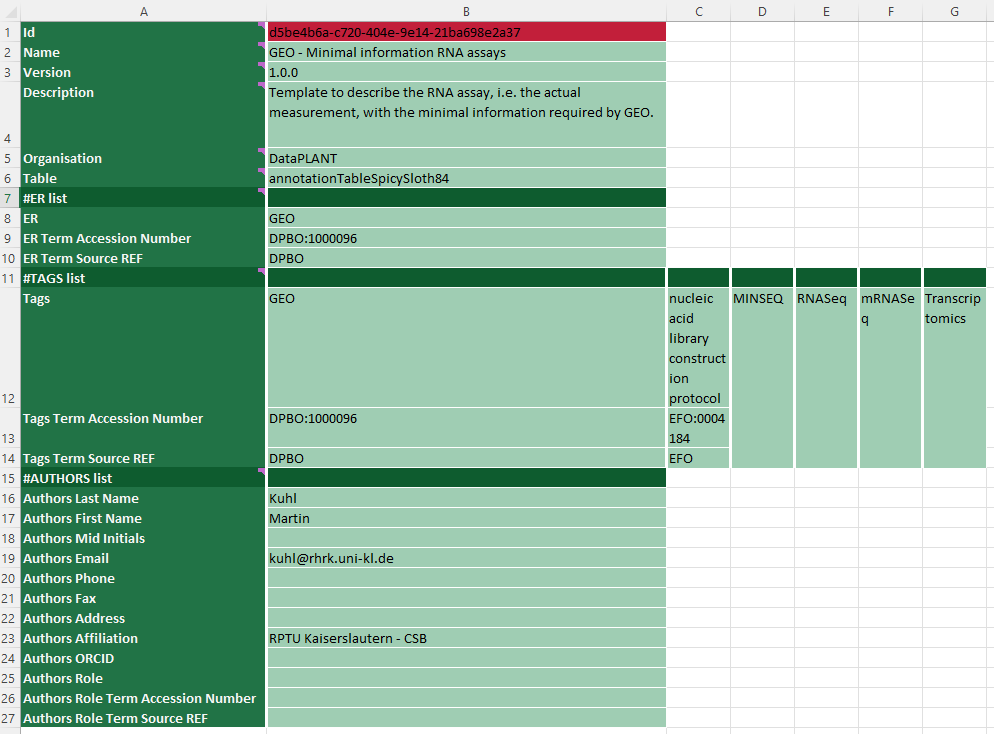 A B C D E F G
1 Id d5be4b6a-c720-404e-9e14-21ba698e2a37
2 Name GEO - Minimal information RNA assays
3 Version 1.0.0
Description Template to describe the RNA assay, i.e. the actual
measurement, with the minimal information required by GEO.
4
5 Organisation DataPLANT
6 Table annotationTableSpicySloth84
7 #ER list
8 ER GEO
9 ER Term Accession Number DPBO:1000096
10 ER Term Source REF DPBO
11 #TAGS list
Tags GEO nucleic MINSEQ RNASeq mRNASe Transcrip
acid q tomics
library
construct
ion
12 protocol
Tags Term Accession Number DPBO:1000096 EFO:0004
13 184
14 Tags Term Source REF DPBO EFO
15 #AUTHORS list
16 Authors Last Name Kuhl
17 Authors First Name Martin
18 Authors Mid Initials
19 Authors Email kuhl@rhrk.uni-kl.de
20 Authors Phone
21 Authors Fax
22 Authors Address
23 Authors Affiliation RPTU Kaiserslautern - CSB
24 Authors ORCID
25 Authors Role
26 Authors Role Term Accession Number
27 Authors Role Term Source REF